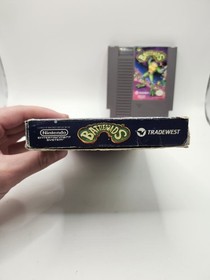 Nintendo
ENTERTAINMENT
SYSTEM
BATTLETOADS
TRADEWEST